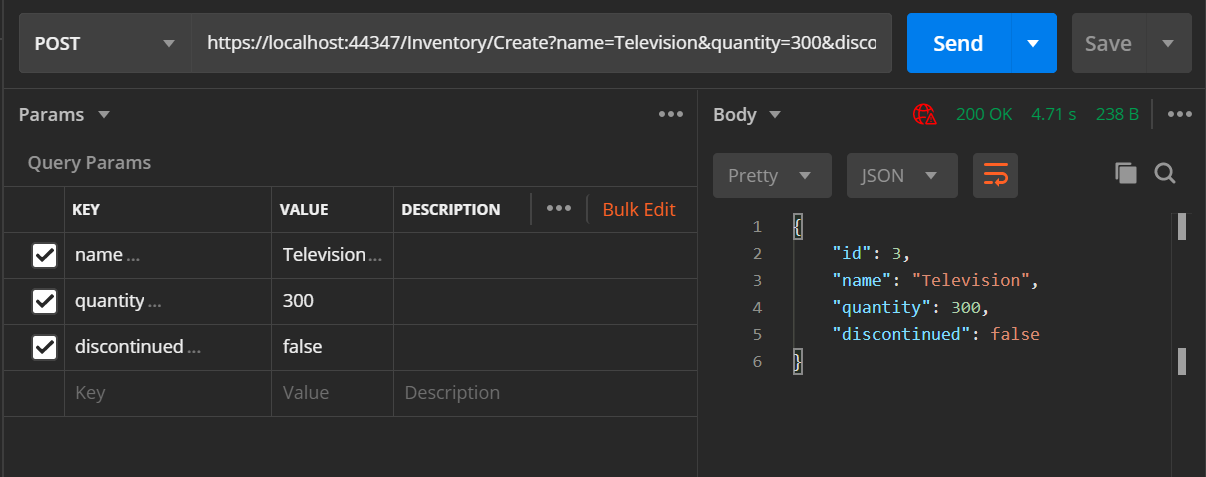 POST https://localhost:44347/Inventory/Create?name=Television&quantity=300&disco Send Save
Params ••• Body 200 OK 4.71 s 238 B •••
Query Params
Pretty JSON
KEY VALUE DESCRIPTION ••• Bulk Edit
name ... Television ...
quantity ... 300
discontinued ... false
Key Value Description
1 {
2 "id": 3,
3 "name": "Television",
4 "quantity": 300,
5 "discontinued": false
6 }